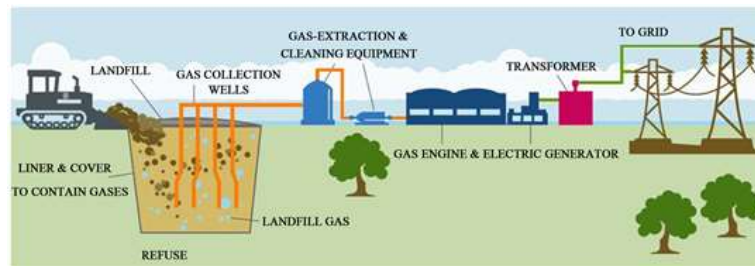 TO GRID
GAS-EXTRACTION &
CLEANING EQUIPMENT
TRANSFORMER
LANDFILL
GAS COLLECTION
WELLS
GAS ENGINE & ELECTRIC GENERATOR
LINER & COVER
TO CONTAIN GASES
LANDFILL GAS
REFUSE